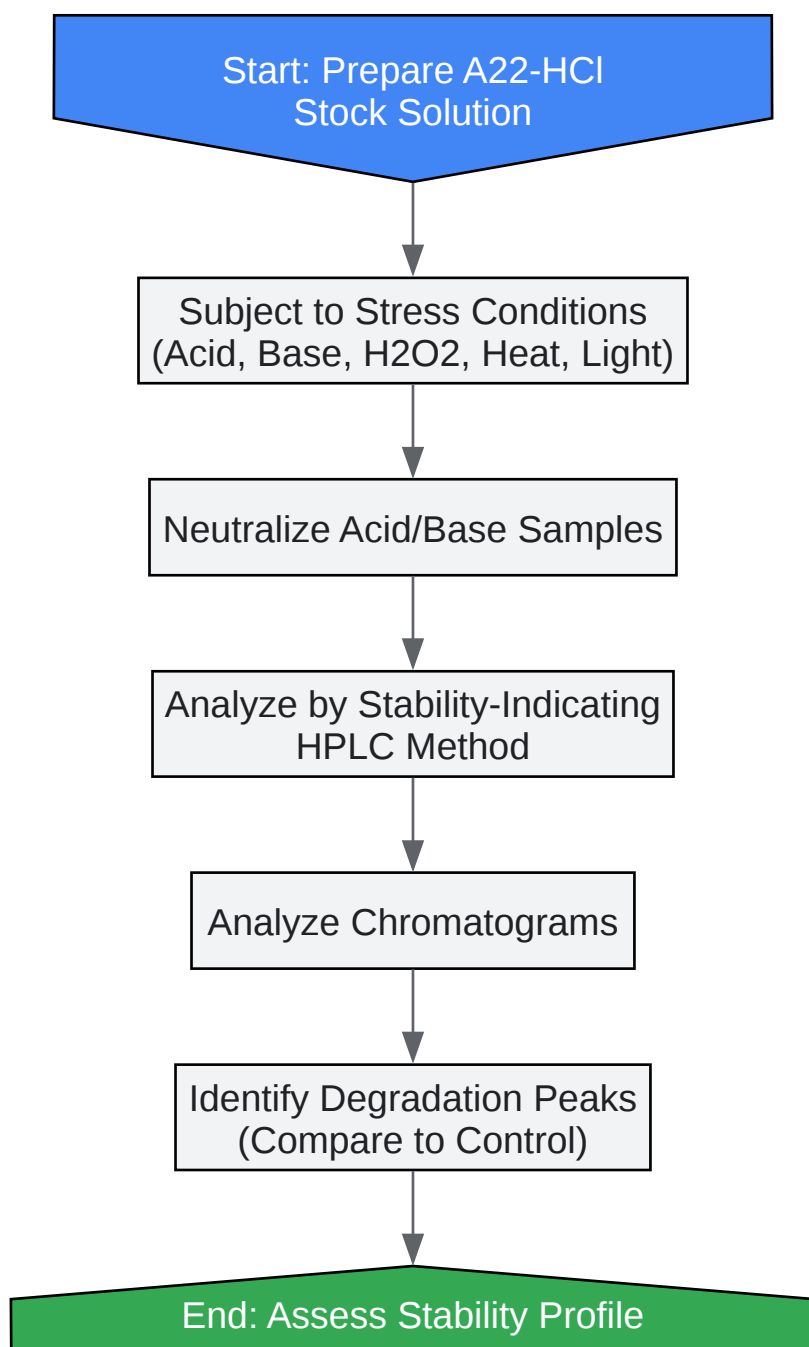 Start: Prepare A22-HCl
Stock Solution
Subject to Stress Conditions
(Acid, Base, H2O2, Heat, Light)
Neutralize Acid/Base Samples
Analyze by Stability-Indicating
HPLC Method
Analyze Chromatograms
Identify Degradation Peaks
(Compare to Control)
End: Assess Stability Profile